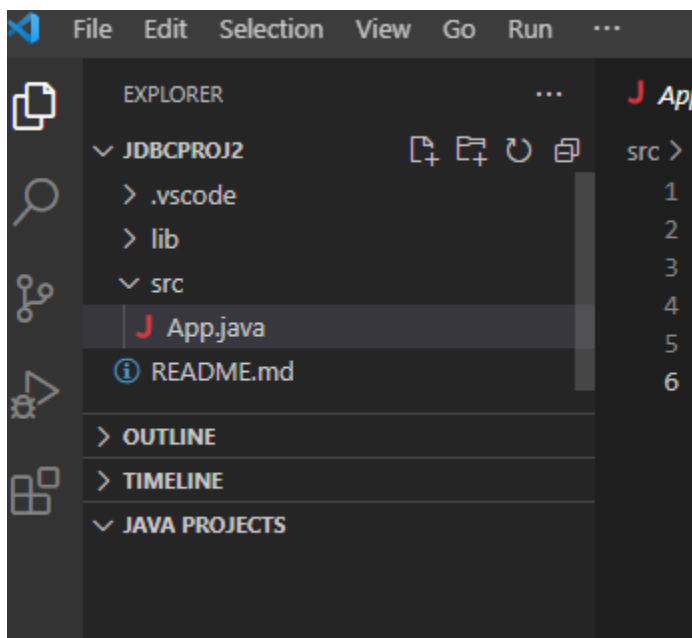 File Edit Selection View Go Run ...
EXPLORER ...
JDBCPROJ2
.vscode
lib
src
J App.java
README.md
OUTLINE
TIMELINE
JAVA PROJECTS
J App
src >
1
2
3
4
5
6